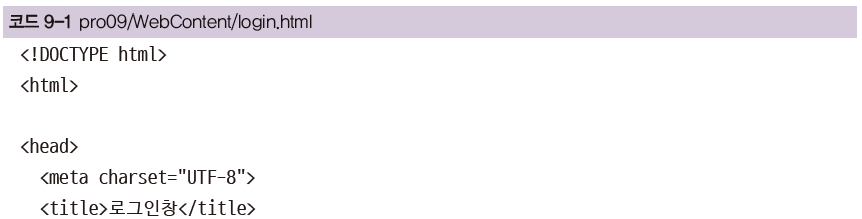 코드 9-1 pro09/WebContent/login.html
<!DOCTYPE html>
<html>
<head>
<meta charset="UTF-8">
<title>로그인창</title>